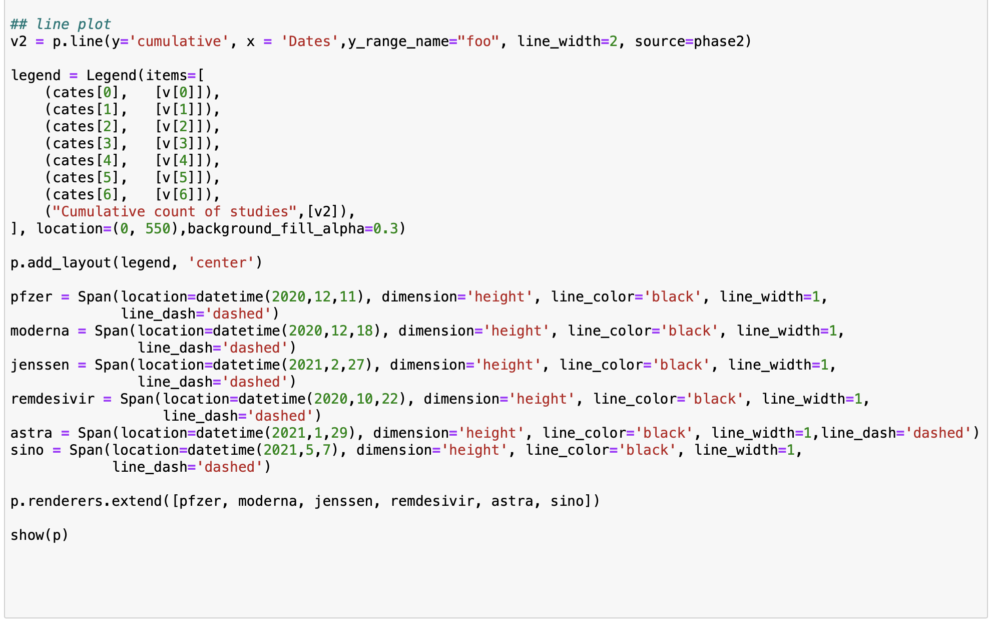 ## line plot
v2 = p.line(y='cumulative', x = 'Dates',y_range_name="foo", line_width=2, source=phase2)

legend = Legend(items=[
    (cates[0],   [v[0]]),
    (cates[1],   [v[1]]),
    (cates[2],   [v[2]]),
    (cates[3],   [v[3]]),
    (cates[4],   [v[4]]),
    (cates[5],   [v[5]]),
    (cates[6],   [v[6]]),
    ("Cumulative count of studies",[v2]),
], location=(0, 550),background_fill_alpha=0.3)

p.add_layout(legend, 'center')

pfzer = Span(location=datetime(2020,12,11), dimension='height', line_color='black', line_width=1,
             line_dash='dashed')
moderna = Span(location=datetime(2020,12,18), dimension='height', line_color='black', line_width=1,
               line_dash='dashed')
jenssen = Span(location=datetime(2021,2,27), dimension='height', line_color='black', line_width=1,
               line_dash='dashed')
remdesivir = Span(location=datetime(2020,10,22), dimension='height', line_color='black', line_width=1,
                  line_dash='dashed')
astra = Span(location=datetime(2021,1,29), dimension='height', line_color='black', line_width=1,line_dash='dashed')
sino = Span(location=datetime(2021,5,7), dimension='height', line_color='black', line_width=1,
            line_dash='dashed')

p.renderers.extend([pfzer, moderna, jenssen, remdesivir, astra, sino])

show(p)